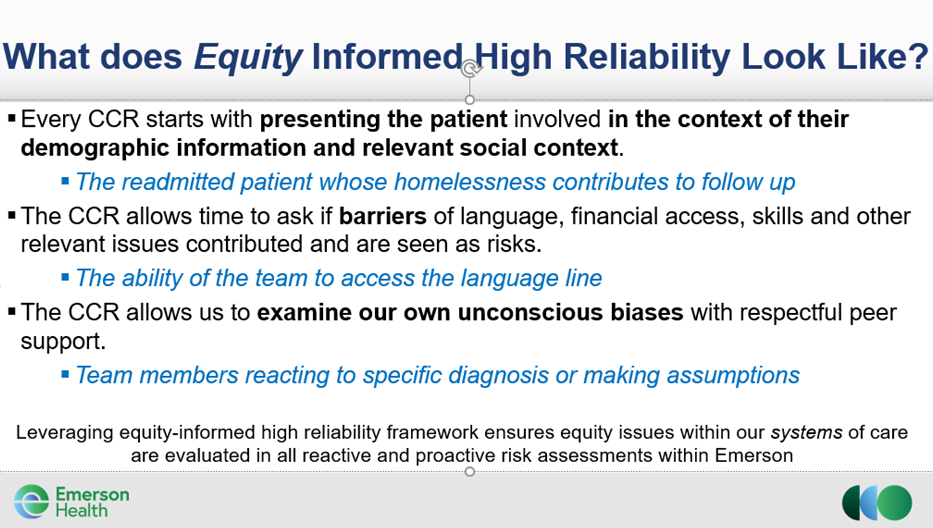 What does Equity Informed High Reliability Look Like?
▪ Every CCR starts with presenting the patient involved in the context of their
demographic information and relevant social context.
▪ The readmitted patient whose homelessness contributes to follow up
▪ The CCR allows time to ask if barriers of language, financial access, skills and other
relevant issues contributed and are seen as risks.
▪ The ability of the team to access the language line
▪ The CCR allows us to examine our own unconscious biases with respectful peer
support.
▪ Team members reacting to specific diagnosis or making assumptions
Leveraging equity-informed high reliability framework ensures equity issues within our systems of care
are evaluated in all reactive and proactive risk assessments within Emerson
Emerson
Health